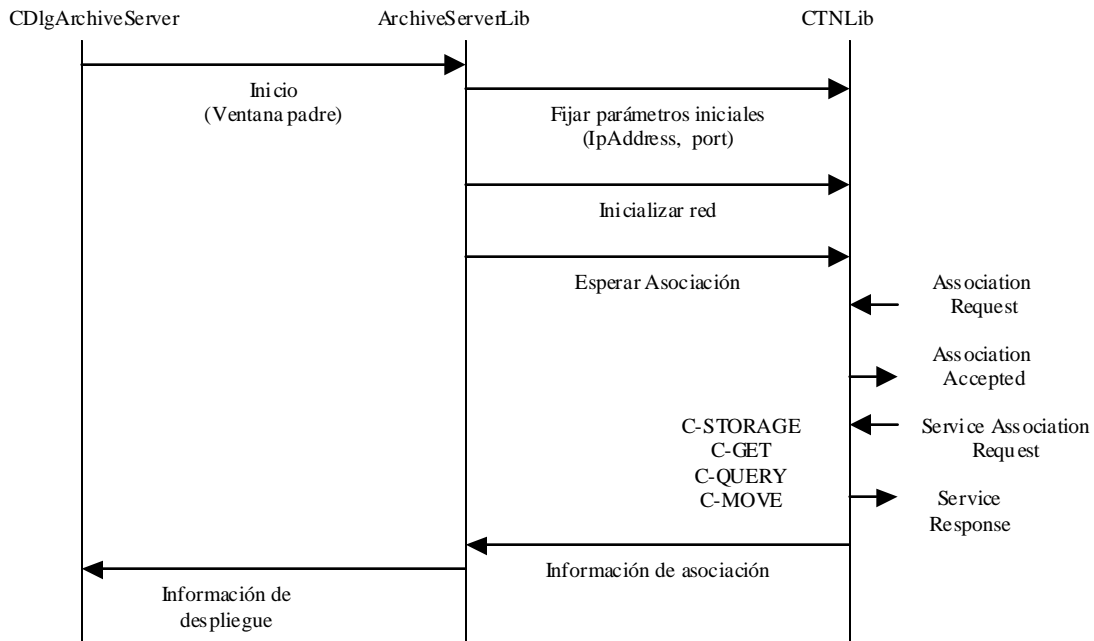 CDlgArchiveServer
ArchiveServerLib
CTNLib
Inicio
(Ventana padre)
Fijar parámetros iniciales
(IpAddress, port)
Inicializar red
Esperar Asociación
Association
Request
Association
Accepted
C-STORAGE
C-GET
C-QUERY
C-MOVE
Service Association
Request
Service
Response
Información de asociación
Información de
despliegue